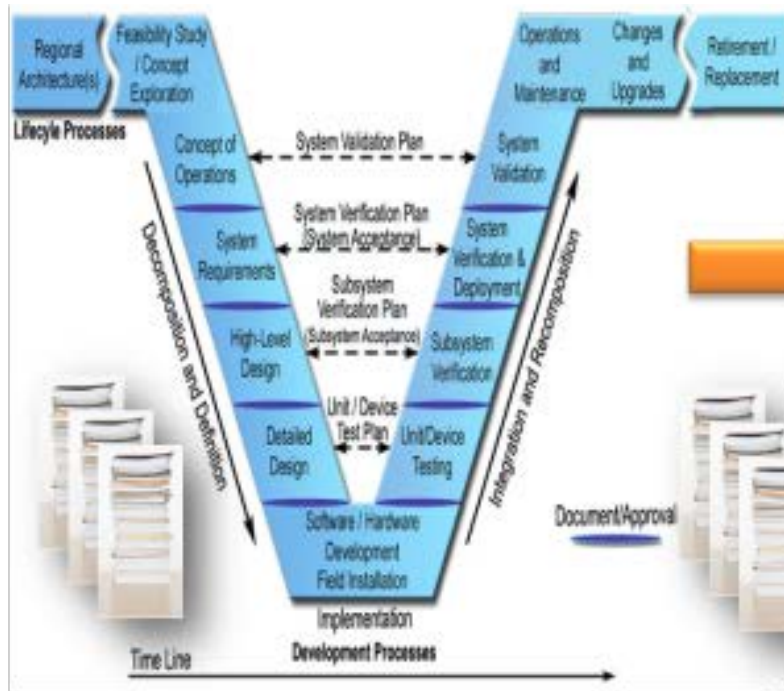 Regional
Architecture(s)
Feasibility Study
/ Concept
Exploration
Operations
and
Maintenance
Changes
and
Upgrades
Retirement /
Replacement
Lifecyle Processes
Concept of
Operations
System Validation Plan
System
Validation
System
Requirements
System Verification Plan
(System Acceptance)
System
Verification &
Deployment
High-Level
Design
Subsystem
Verification Plan
(Subsystem Acceptance)
Subsystem
Verification
Detailed
Design
Unit / Device
Test Plan
Unit/Device
Testing
Decomposition and Definition
Integration and Recomposition
Software / Hardware
Development
Field Installation
Document/Approval
Implementation
Time Line
Development Processes